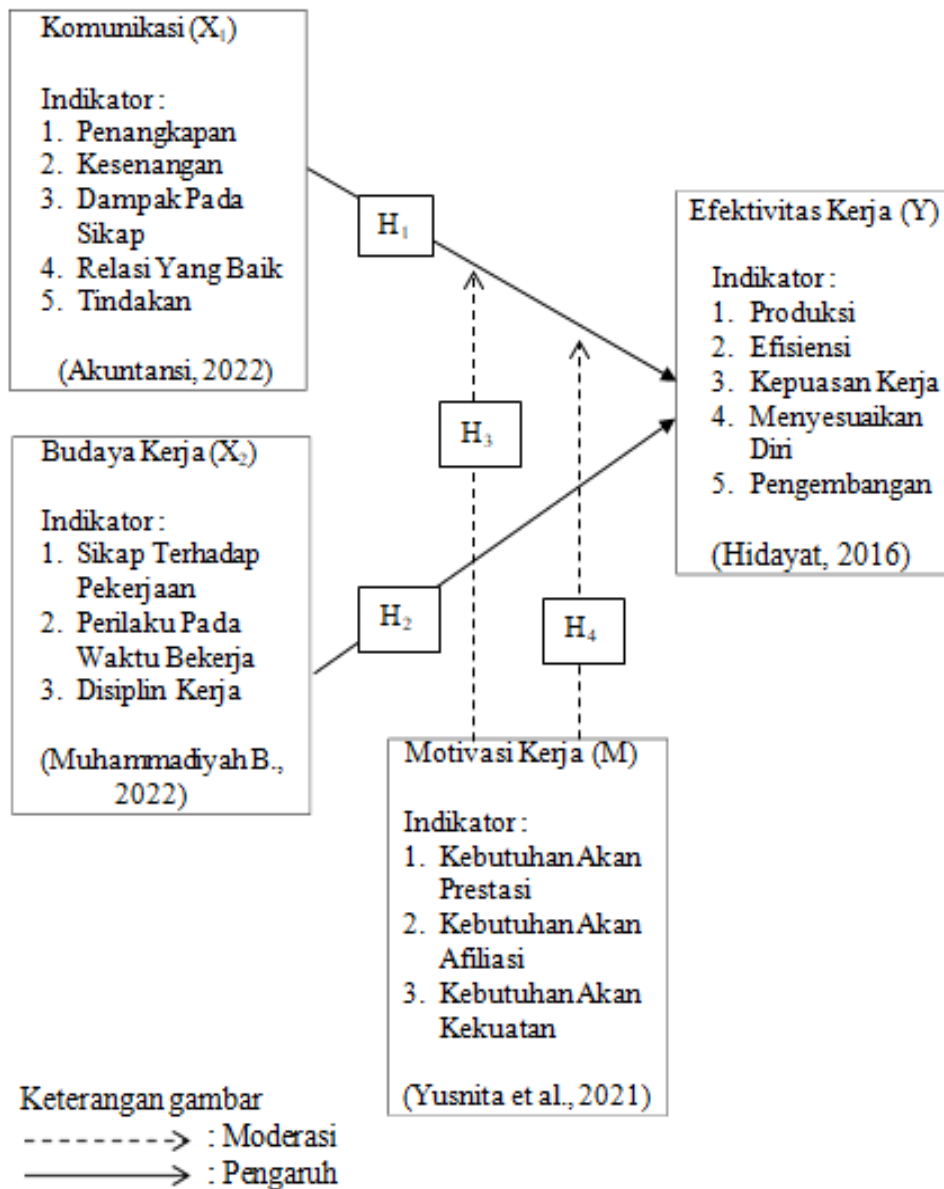 Komunikasi (X₁)
Indikator :
1. Penangkapan
2. Kesenangan
3. Dampak Pada
Sikap
4. Relasi Yang Baik
5. Tindakan
(Akuntansi, 2022)
H₁
Efektivitas Kerja (Y)
Indikator :
1. Produksi
2. Efisiensi
3. Kepuasan Kerja
4. Menyesuaikan
Diri
5. Pengembangan
(Hidayat, 2016)
H₃
Budaya Kerja (X₂)
Indikator :
1. Sikap Terhadap
Pekerjaan
2. Perilaku Pada
Waktu Bekerja
3. Disiplin Kerja
(Muhammadiyah B.,
2022)
H₂
H₄
Motivasi Kerja (M)
Indikator :
1. Kebutuhan Akan
Prestasi
2. Kebutuhan Akan
Afiliasi
3. Kebutuhan Akan
Kekuatan
(Yusnita et al., 2021)
Keterangan gambar
: Moderasi
: Pengaruh